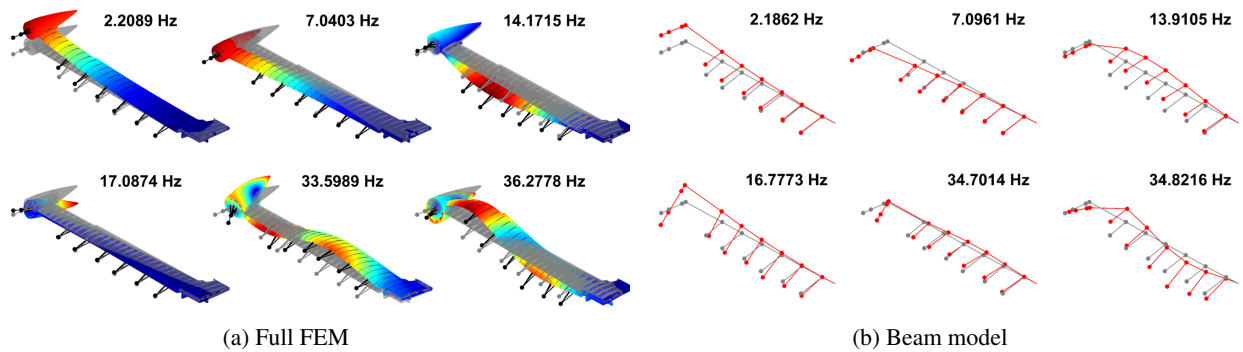 2.2089 Hz 7.0403 Hz 14.1715 Hz 2.1862 Hz 7.0961 Hz 13.9105 Hz
17.0874 Hz 33.5989 Hz 36.2778 Hz 16.7773 Hz 34.7014 Hz 34.8216 Hz
(a) Full FEM (b) Beam model